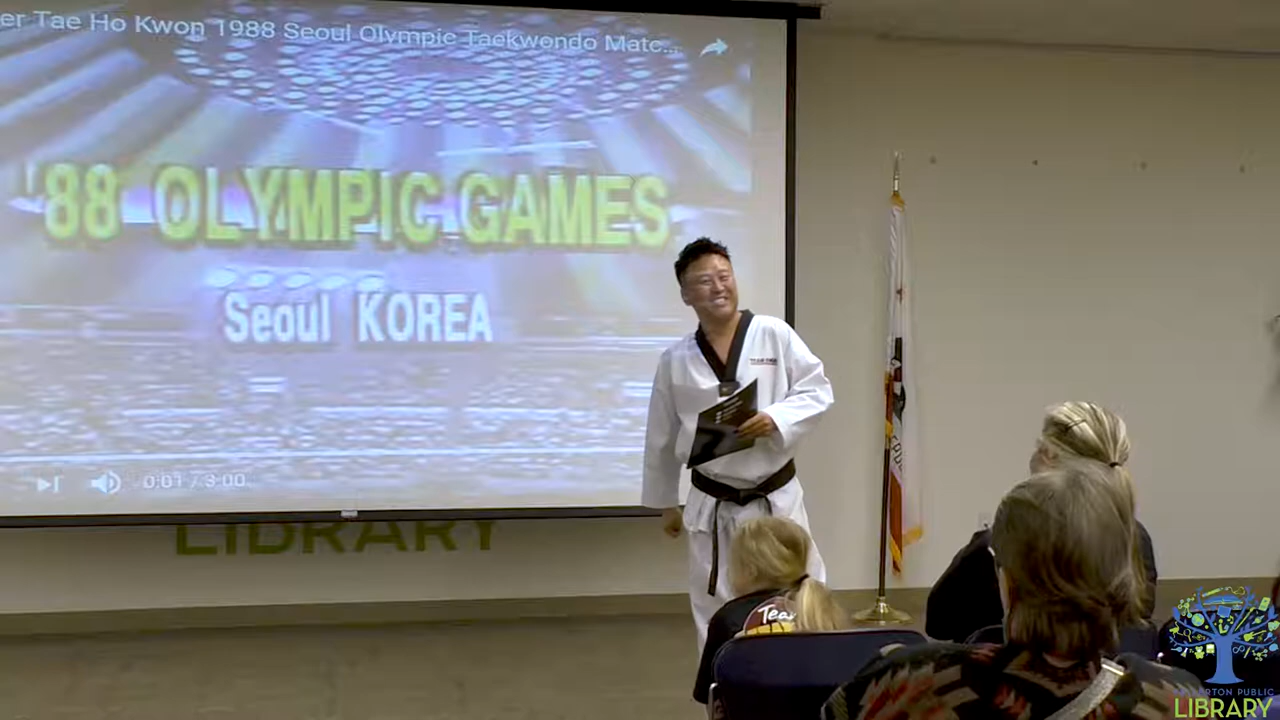 er Tae Ho Kwon 1988 Seoul Olympic Taekwondo Matc...
'88 OLYMPIC GAMES
Seoul KOREA
0:01 / 3:00
LIBRARY
Tea
LIBRARY